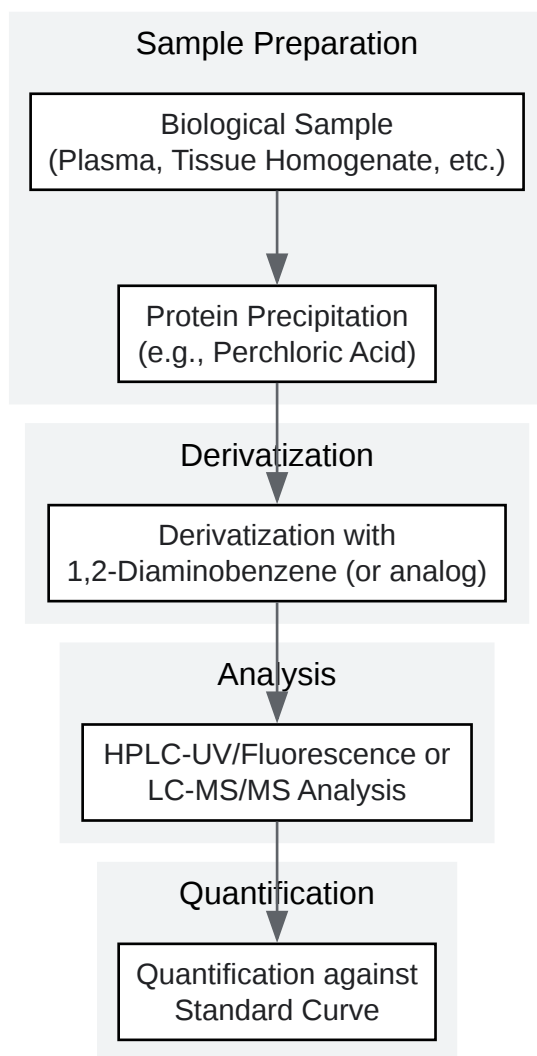 Sample Preparation
Biological Sample
(Plasma, Tissue Homogenate, etc.)
Protein Precipitation
(e.g., Perchloric Acid)
Derivatization
Derivatization with
1,2-Diaminobenzene (or analog)
Analysis
HPLC-UV/Fluorescence or
LC-MS/MS Analysis
Quantification
Quantification against
Standard Curve